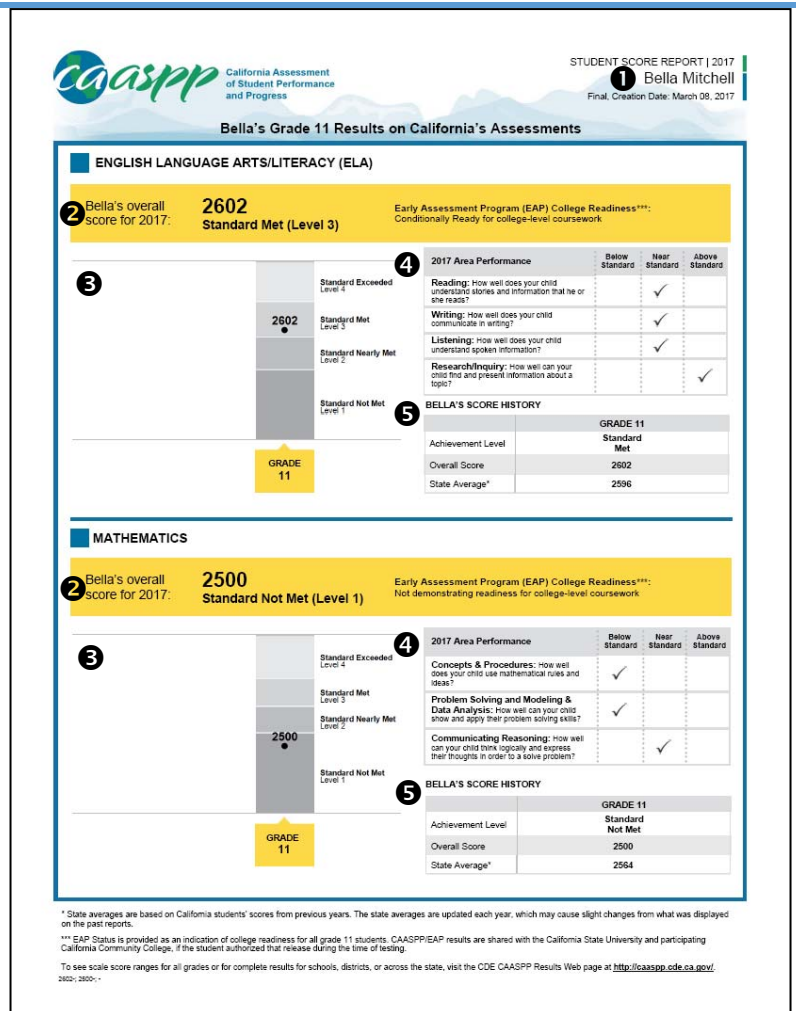 caaspp
California Assessment
of Student Performance
and Progress
STUDENT SCORE REPORT | 2017
❶ Bella Mitchell
Final, Creation Date: March 08, 2017
Bella's Grade 11 Results on California's Assessments
ENGLISH LANGUAGE ARTS/LITERACY (ELA)
❷ Bella's overall
score for 2017:
2602
Standard Met (Level 3)
Early Assessment Program (EAP) College Readiness***:
Conditionally Ready for college-level coursework
❸
Standard Exceeded
Level 4
2602
Standard Met
Level 3
Standard Nearly Met
Level 2
Standard Not Met
Level 1
GRADE
11
❹
2017 Area Performance
Below
Standard
Near
Standard
Above
Standard
Reading: How well does your child
understand stories and information that he or
she reads?
✓
Writing: How well does your child
communicate in writing?
✓
Listening: How well does your child
understand spoken information?
✓
Research/Inquiry: How well can your
child find and present information about a
topic?
✓
❺ BELLA'S SCORE HISTORY
GRADE 11
Achievement Level
Standard
Met
Overall Score 2602
State Average* 2596
MATHEMATICS
❷ Bella's overall
score for 2017:
2500
Standard Not Met (Level 1)
Early Assessment Program (EAP) College Readiness***:
Not demonstrating readiness for college-level coursework
❸
Standard Exceeded
Level 4
Standard Met
Level 3
Standard Nearly Met
Level 2
2500
Standard Not Met
Level 1
GRADE
11
❹
2017 Area Performance
Below
Standard
Near
Standard
Above
Standard
Concepts & Procedures: How well
does your child use mathematical rules and
ideas?
✓
Problem Solving and Modeling &
Data Analysis: How well can your child
show and apply their problem solving skills?
✓
Communicating Reasoning: How well
can your child think logically and express
their thoughts in order to a solve problem?
✓
❺ BELLA'S SCORE HISTORY
GRADE 11
Achievement Level
Standard
Not Met
Overall Score 2500
State Average* 2564
* State averages are based on California students' scores from previous years. The state averages are updated each year, which may cause slight changes from what was displayed
on the past reports.
*** EAP Status is provided as an indication of college readiness for all grade 11 students. CAASPP/EAP results are shared with the California State University and participating
California Community College, if the student authorized that release during the time of testing.
To see scale score ranges for all grades or for complete results for schools, districts, or across the state, visit the CDE CAASPP Results Web page at http://caaspp.cde.ca.gov/.
2602-; 2500-; -